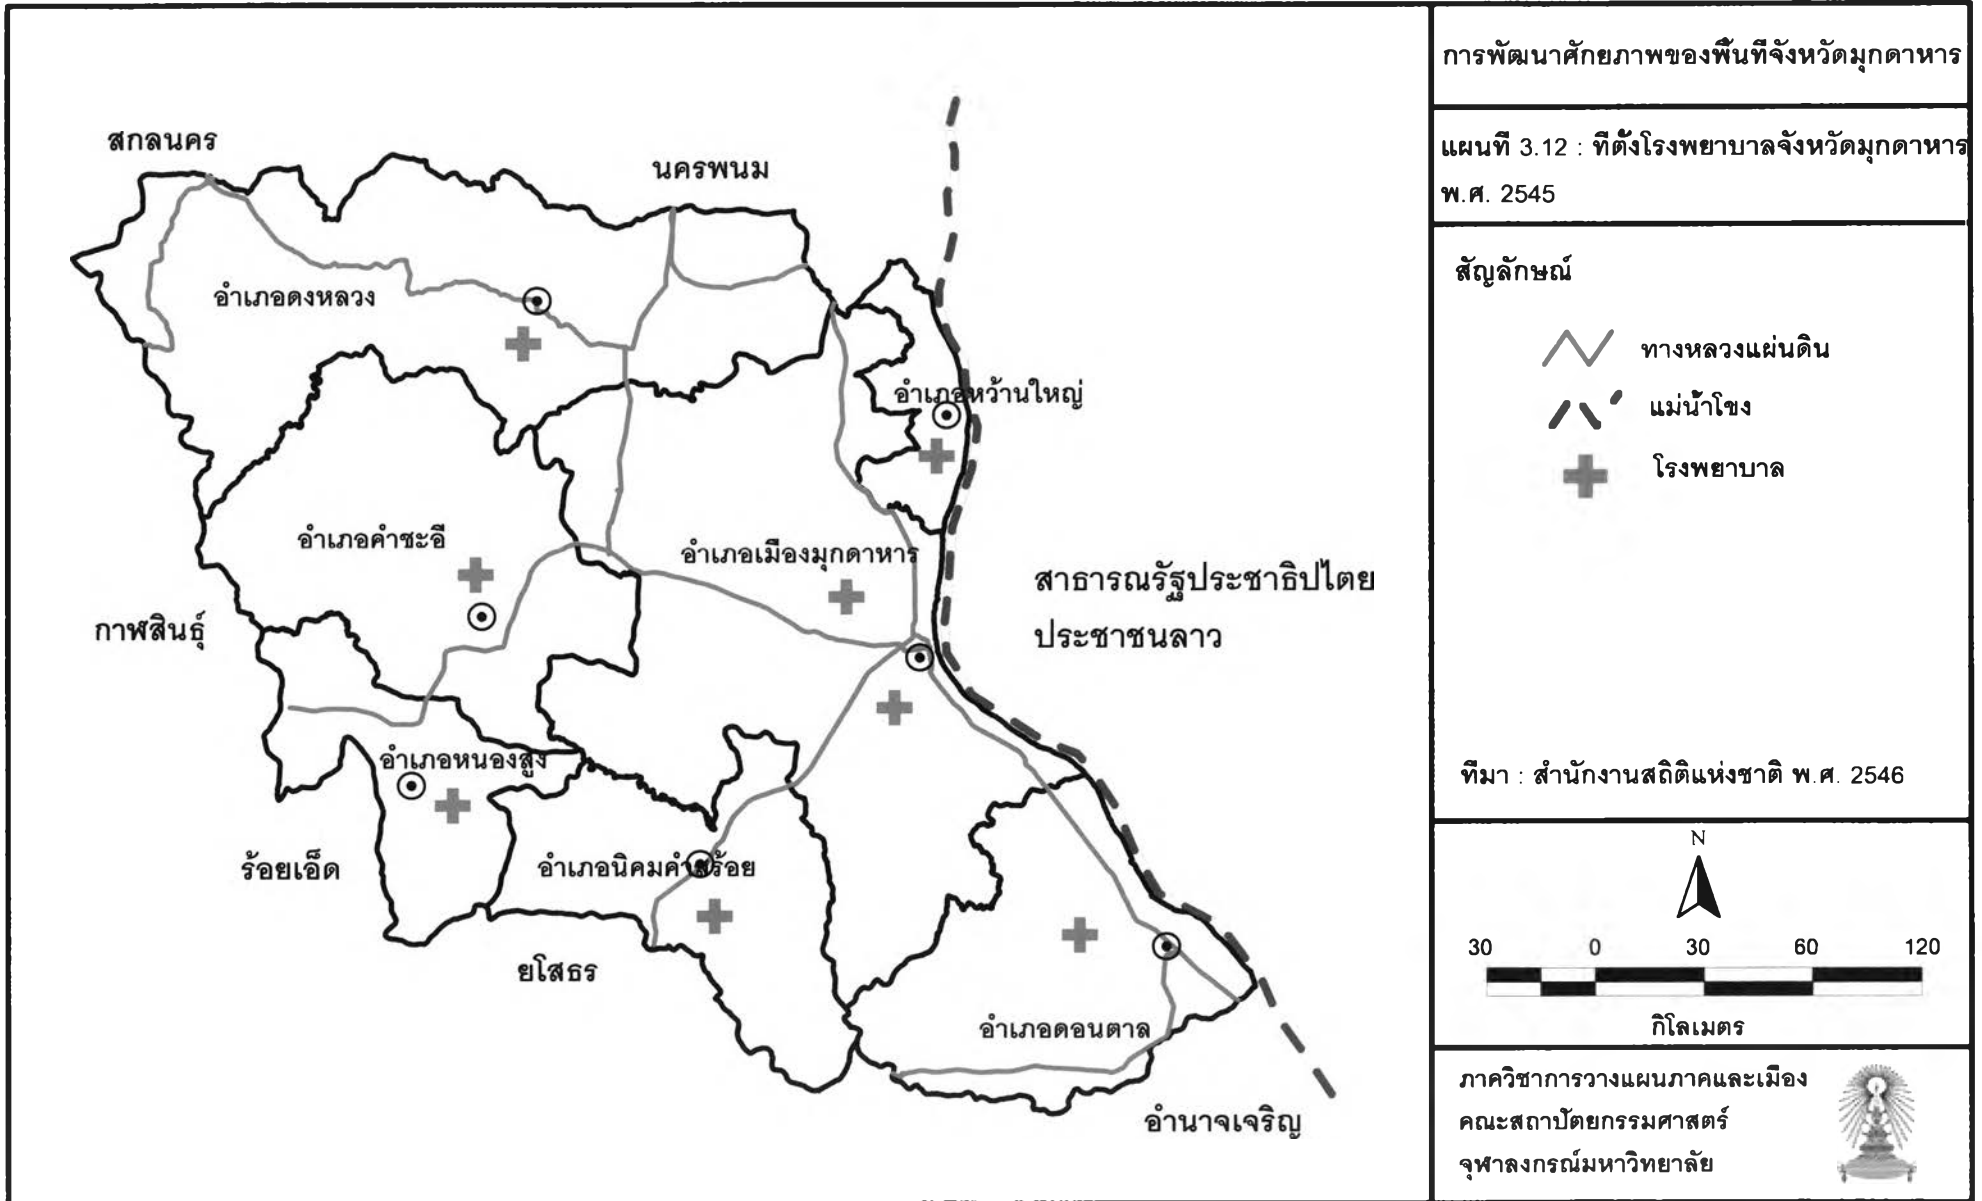 การพัฒนาศักยภาพของพื้นที่จังหวัดมุกดาหาร
แผนที่ 3.12 : ที่ตั้งโรงพยาบาลจังหวัดมุกดาหาร
พ.ศ. 2545
สัญลักษณ์
ทางหลวงแผ่นดิน
แม่น้ำโขง
โรงพยาบาล
ที่มา : สำนักงานสถิติแห่งชาติ พ.ศ. 2546
N
30 0 30 60 120
กิโลเมตร
ภาควิชาการวางแผนภาคและเมือง
คณะสถาปัตยกรรมศาสตร์
จุฬาลงกรณ์มหาวิทยาลัย
สกลนคร
นครพนม
อำเภอดงหลวง
อำเภอหว้านใหญ่
อำเภอคำชะอี
อำเภอเมืองมุกดาหาร
สาธารณรัฐประชาธิปไตย
ประชาชนลาว
กาฬสินธุ์
อำเภอหนองสูง
ร้อยเอ็ด
อำเภอนิคมคำสร้อย
ยโสธร
อำเภอดอนตาล
อำนาจเจริญ